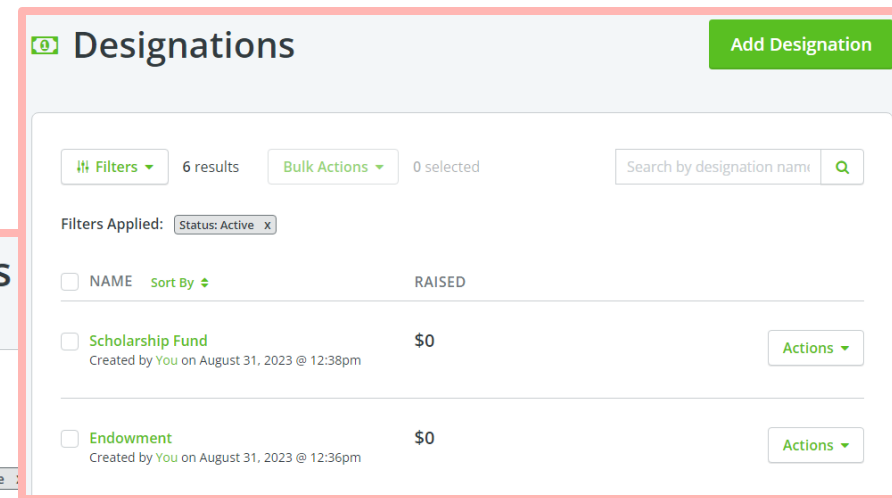 Designations
Add Designation
Filters 6 results Bulk Actions 0 selected Search by designation name
Filters Applied: Status: Active x
NAME Sort By RAISED
Scholarship Fund $0 Actions
Created by You on August 31, 2023 @ 12:38pm
Endowment $0 Actions
Created by You on August 31, 2023 @ 12:36pm